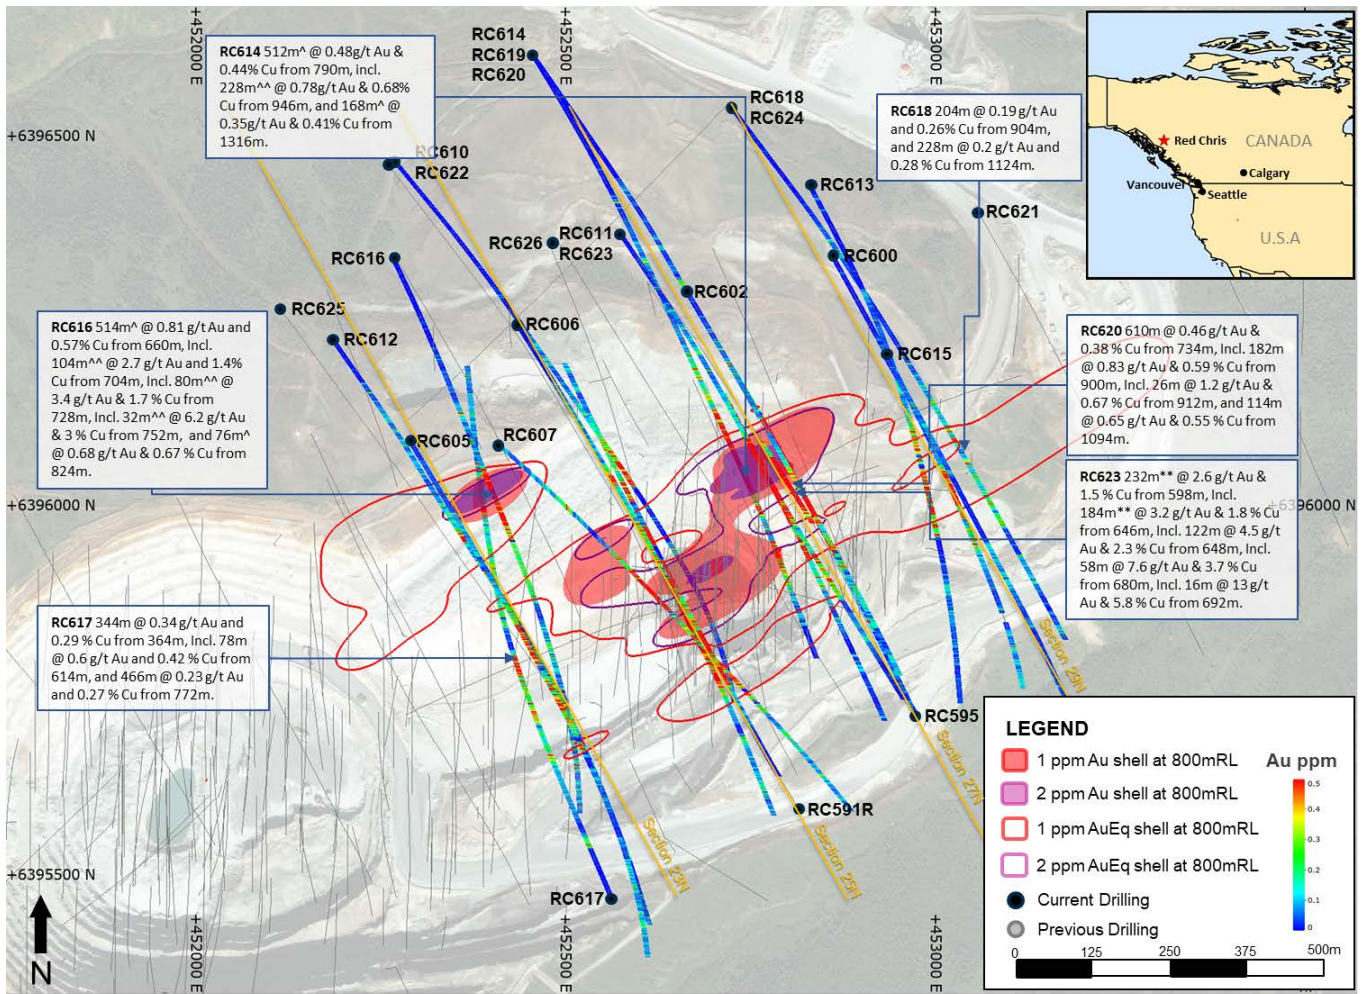 +452000 E
+452500 E
+453000 E
RC614 512m^ @ 0.48g/t Au &
0.44% Cu from 790m, incl.
228m^^ @ 0.78g/t Au & 0.68%
Cu from 946m, and 168m^ @
0.35g/t Au & 0.41% Cu from
1316m.
RC614
RC619
RC620
RC618
RC624
RC618 204m @ 0.19 g/t Au
and 0.26% Cu from 904m,
and 228m @ 0.2 g/t Au and
0.28 % Cu from 1124m.
Red Chris
CANADA
Calgary
Vancouver
Seattle
U.S.A
+6396500 N
RC610
RC622
RC613
RC621
RC626
RC611
RC623
RC616
RC600
RC602
RC625
RC612
RC606
RC615
RC616 514m^ @ 0.81 g/t Au and
0.57% Cu from 660m, Incl.
104m^^ @ 2.7 g/t Au and 1.4%
Cu from 704m, Incl. 80m^^ @
3.4 g/t Au & 1.7 % Cu from
728m, Incl. 32m^^ @ 6.2 g/t Au
& 3 % Cu from 752m, and 76m^
@ 0.68 g/t Au & 0.67 % Cu from
824m.
RC620 610m @ 0.46 g/t Au &
0.38 % Cu from 734m, Incl. 182m
@ 0.83 g/t Au & 0.59 % Cu from
900m, Incl. 26m @ 1.2 g/t Au &
0.67 % Cu from 912m, and 114m
@ 0.65 g/t Au & 0.55 % Cu from
1094m.
RC605
RC607
+6396000 N
+6396000 N
RC623 232m** @ 2.6 g/t Au &
1.5 % Cu from 598m, Incl.
184m** @ 3.2 g/t Au & 1.8 % Cu
from 646m, Incl. 122m @ 4.5 g/t
Au & 2.3 % Cu from 648m, Incl.
58m @ 7.6 g/t Au & 3.7 % Cu
from 680m, Incl. 16m @ 13 g/t
Au & 5.8 % Cu from 692m.
RC617 344m @ 0.34 g/t Au and
0.29 % Cu from 364m, Incl. 78m
@ 0.6 g/t Au and 0.42 % Cu from
614m, and 466m @ 0.23 g/t Au
and 0.27 % Cu from 772m.
Section 29N
RC595
Section 27N
RC591R
Section 25N
Section 23N
RC617
+6395500 N
+452000 E
+452500 E
+453000 E
N
LEGEND
1 ppm Au shell at 800mRL
2 ppm Au shell at 800mRL
1 ppm AuEq shell at 800mRL
2 ppm AuEq shell at 800mRL
Current Drilling
Previous Drilling
Au ppm
0.5
0.4
0.3
0.2
0.1
0
0 125 250 375 500m